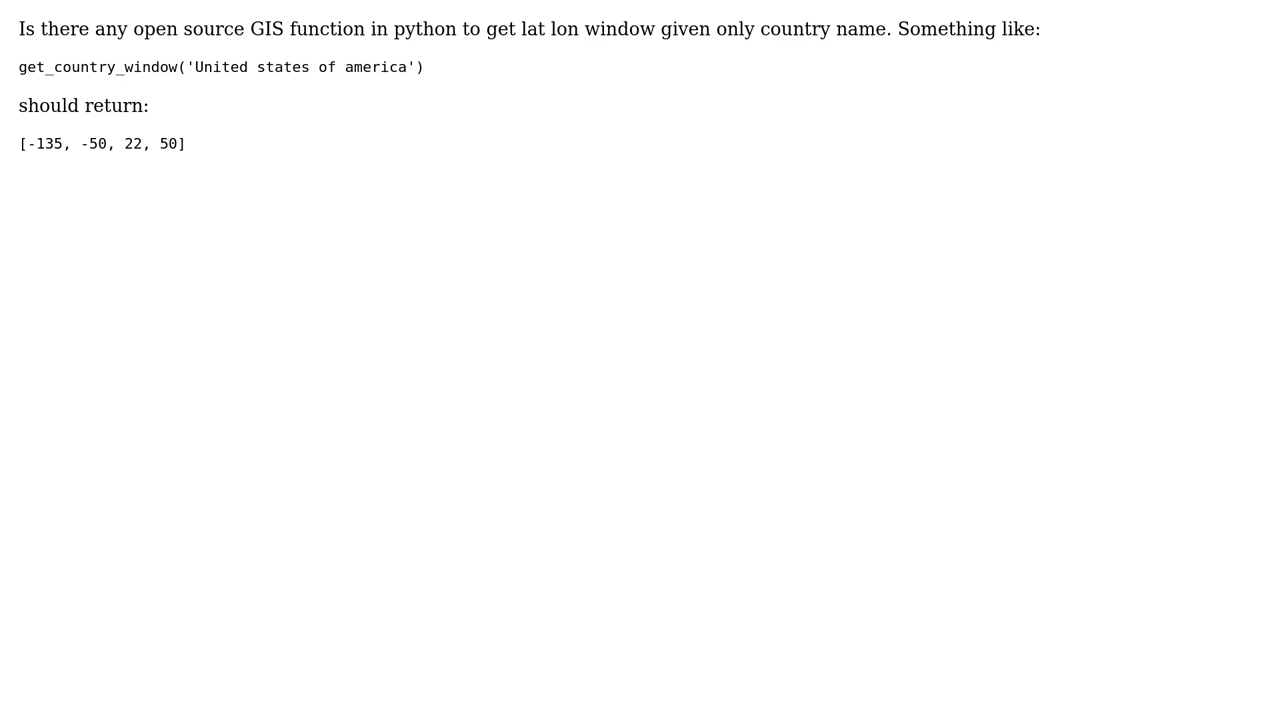 Is there any open source GIS function in python to get lat lon window given only country name. Something like:
get_country_window('United states of america')
should return:
[-135, -50, 22, 50]